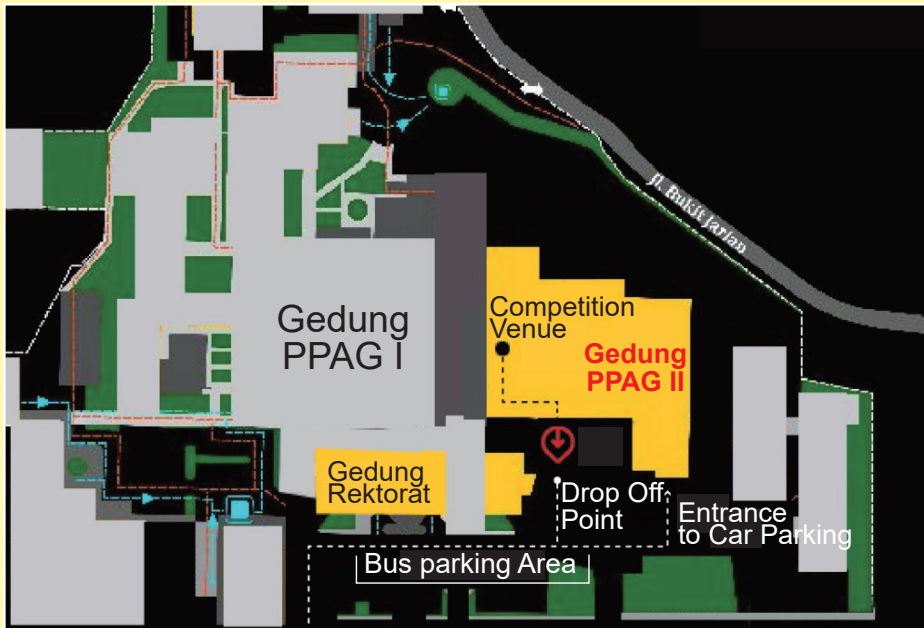 Jl. Bukit Jarian
Gedung
PPAG I
Competition
Venue
Gedung
PPAG II
Gedung
Rektorat
Drop Off
Point
Entrance
to Car Parking
Bus parking Area